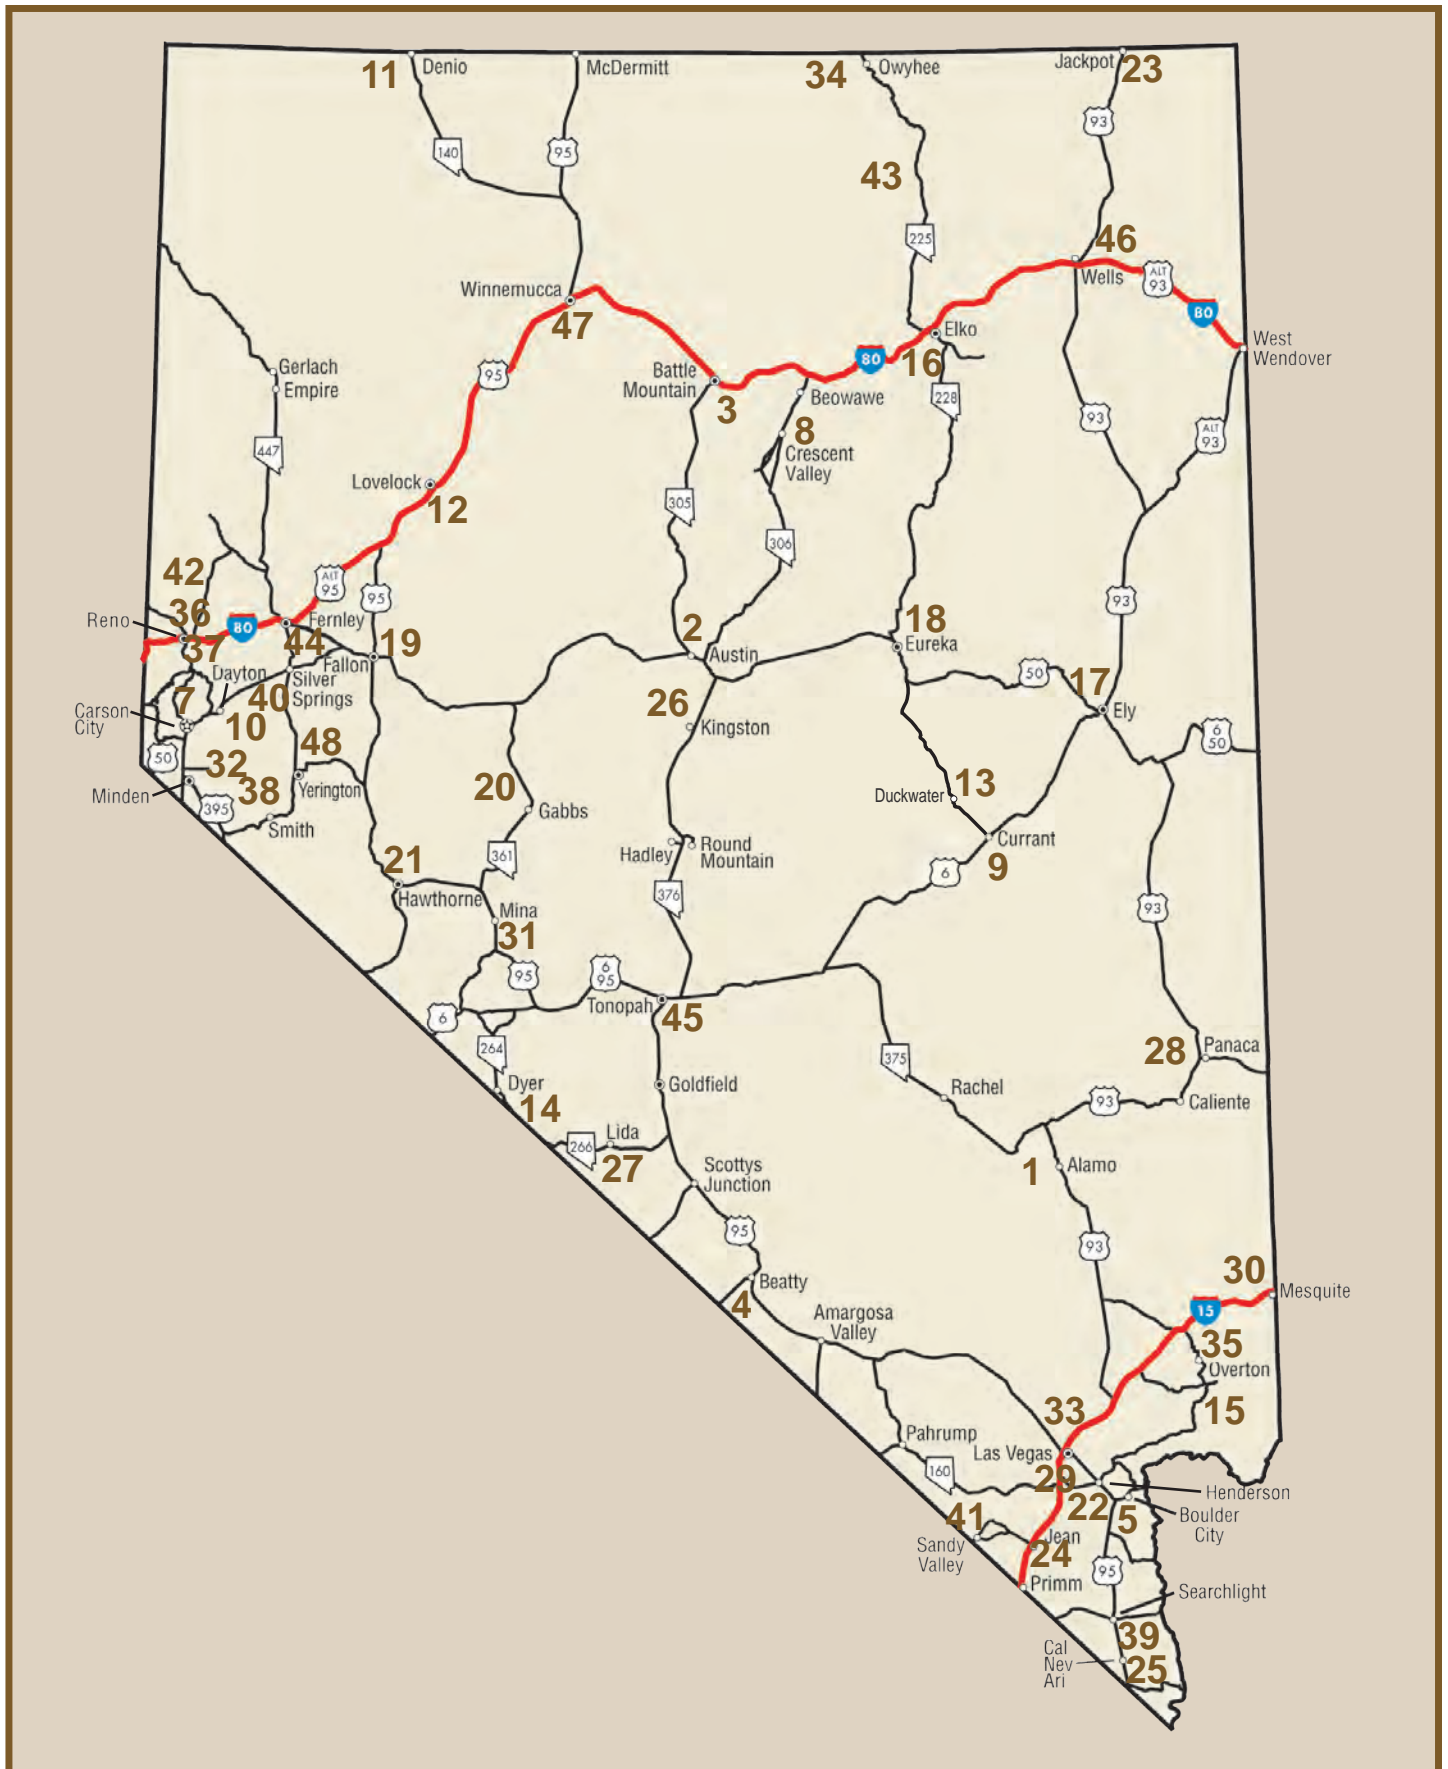 11
Denio
McDermitt
34
Owyhee
Jackpot
23
93
140
95
43
225
46
Wells
ALT
93
80
West
Wendover
Winnemucca
47
Elko
16
80
Gerlach
Empire
95
Battle
Mountain
3
Beowawe
228
8
Crescent
Valley
93
ALT
93
447
Lovelock
12
305
306
42
ALT
95
95
93
Reno
36
80
Fernley
37
44
19
Fallon
2
Austin
18
Eureka
Dayton
Silver
Springs
40
7
10
Carson
City
26
Kingston
50
17
Ely
6
50
50
32
48
Minden
38
Yerington
395
Smith
20
Gabbs
13
Duckwater
Hadley
Round
Mountain
Currant
9
6
361
21
Hawthorne
376
93
Mina
31
95
6
95
Tonopah
45
6
264
Dyer
14
Goldfield
375
Rachel
28
Panaca
93
Caliente
266
Lida
27
1
Alamo
Scottys
Junction
95
93
Beatty
4
30
Mesquite
15
Amargosa
Valley
35
Overton
15
33
Pahrump
Las Vegas
160
29
22
Henderson
5
Boulder
City
41
Sandy
Valley
Jean
24
Primm
95
Searchlight
39
Cal
Nev
Ari
25